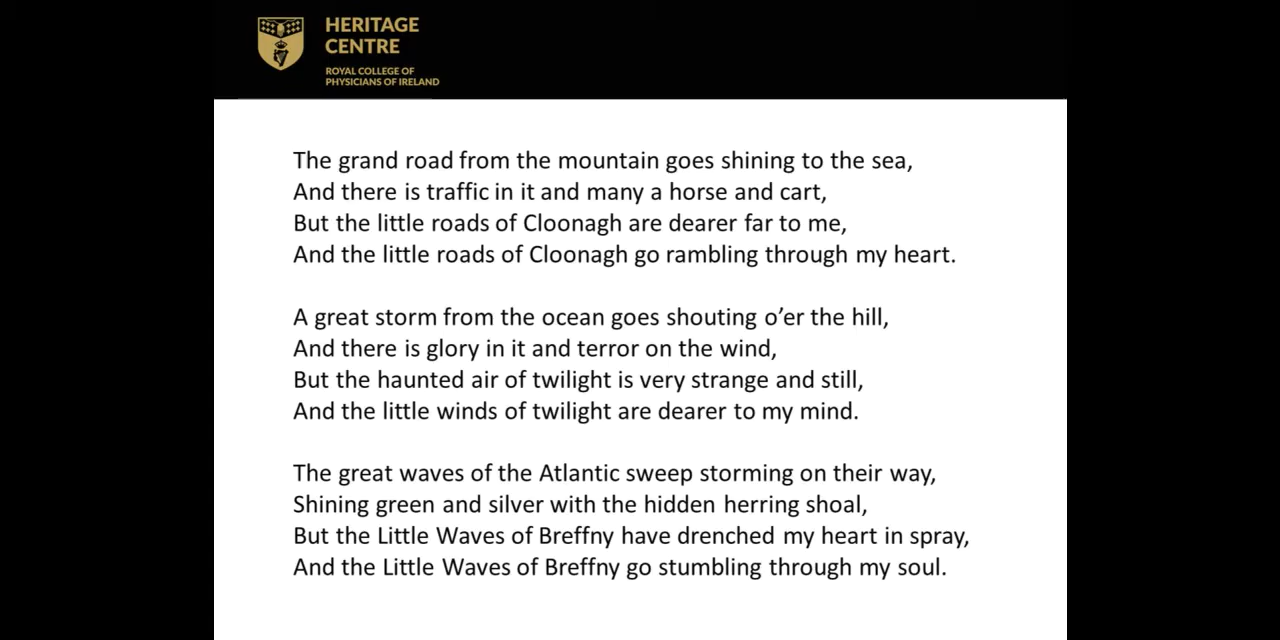 HERITAGE
CENTRE
ROYAL COLLEGE OF
PHYSICIANS OF IRELAND
The grand road from the mountain goes shining to the sea,
And there is traffic in it and many a horse and cart,
But the little roads of Cloonagh are dearer far to me,
And the little roads of Cloonagh go rambling through my heart.
A great storm from the ocean goes shouting o’er the hill,
And there is glory in it and terror on the wind,
But the haunted air of twilight is very strange and still,
And the little winds of twilight are dearer to my mind.
The great waves of the Atlantic sweep storming on their way,
Shining green and silver with the hidden herring shoal,
But the Little Waves of Breffny have drenched my heart in spray,
And the Little Waves of Breffny go stumbling through my soul.